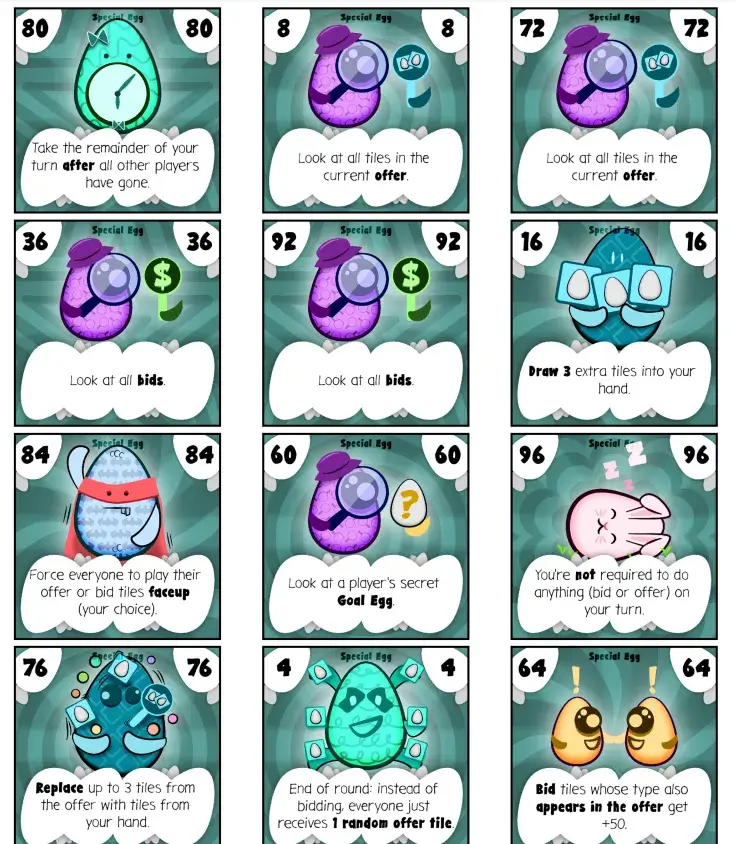 80 Special Egg 80
Take the remainder of your
turn after all other players
have gone.
8 Special Egg 8
Look at all tiles in the
current offer.
72 Special Egg 72
Look at all tiles in the
current offer.
36 Special Egg 36
$
Look at all bids.
92 Special Egg 92
$
Look at all bids.
16 Special Egg 16
Draw 3 extra tiles into your
hand.
84 Special Egg 84
Force everyone to play their
offer or bid tiles faceup
(your choice).
60 Special Egg 60
?
Look at a player's secret
Goal Egg.
96 Special Egg 96
Z Z Z
You're not required to do
anything (bid or offer) on
your turn.
76 Special Egg 76
Replace up to 3 tiles from
the offer with tiles from
your hand.
4 Special Egg 4
End of round: instead of
bidding, everyone just
receives 1 random offer tile.
64 Special Egg 64
! !
Bid tiles whose type also
appears in the offer get
+50.